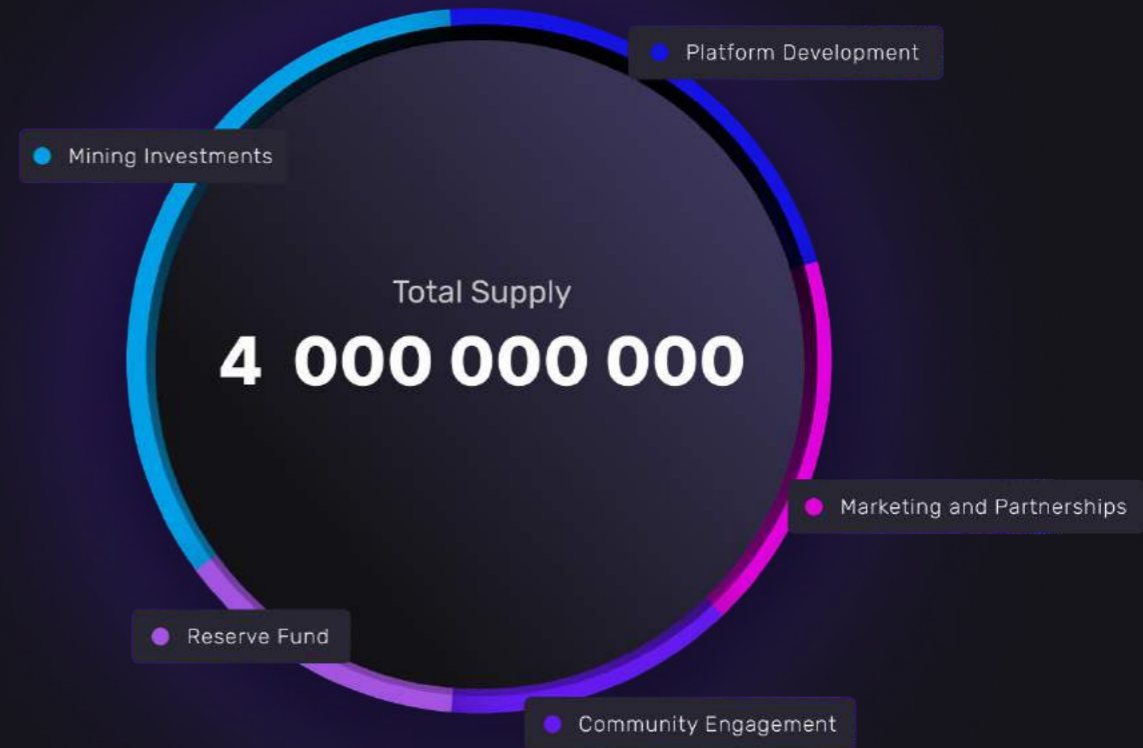 Platform Development
Mining Investments
Total Supply
4 000 000 000
Marketing and Partnerships
Reserve Fund
Community Engagement